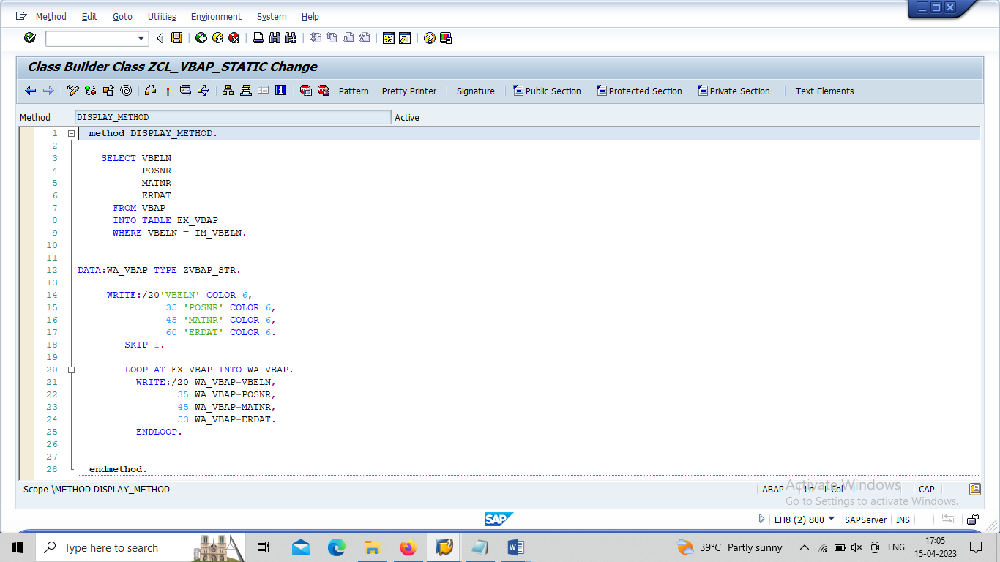 Method Edit Goto Utilities Environment System Help
Class Builder Class ZCL_VBAP_STATIC Change
Pattern Pretty Printer Signature Public Section Protected Section Private Section Text Elements
Method DISPLAY_METHOD Active
1 method DISPLAY_METHOD.
2
3 SELECT VBELN
4 POSNR
5 MATNR
6 ERDAT
7 FROM VBAP
8 INTO TABLE EX_VBAP
9 WHERE VBELN = IM_VBELN.
10
11
12 DATA:WA_VBAP TYPE ZVBAP_STR.
13
14 WRITE:/20'VBELN' COLOR 6,
15 35 'POSNR' COLOR 6,
16 45 'MATNR' COLOR 6,
17 60 'ERDAT' COLOR 6.
18 SKIP 1.
19
20 LOOP AT EX_VBAP INTO WA_VBAP.
21 WRITE:/20 WA_VBAP-VBELN,
22 35 WA_VBAP-POSNR,
23 45 WA_VBAP-MATNR,
24 53 WA_VBAP-ERDAT.
25 ENDLOOP.
26
27
28 endmethod.
Scope \METHOD DISPLAY_METHOD ABAP Ln 1 Col 1 CAP
Activate Windows
Go to Settings to activate Windows.
SAP EH8 (2) 800 SAPServer INS
Type here to search 39°C Partly sunny ENG 17:05
15-04-2023